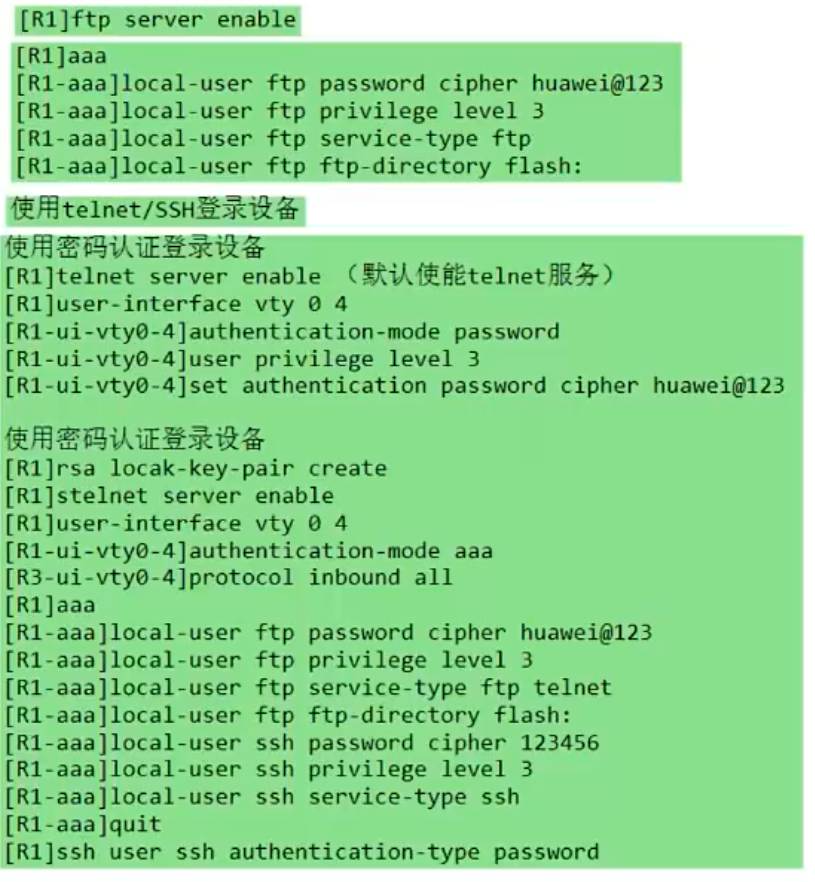 [R1]ftp server enable
[R1]aaa
[R1-aaa]local-user ftp password cipher huawei@123
[R1-aaa]local-user ftp privilege level 3
[R1-aaa]local-user ftp service-type ftp
[R1-aaa]local-user ftp ftp-directory flash:
使用telnet/SSH登录设备
使用密码认证登录设备
[R1]telnet server enable （默认使能telnet服务）
[R1]user-interface vty 0 4
[R1-ui-vty0-4]authentication-mode password
[R1-ui-vty0-4]user privilege level 3
[R1-ui-vty0-4]set authentication password cipher huawei@123
使用密码认证登录设备
[R1]rsa locak-key-pair create
[R1]stelnet server enable
[R1]user-interface vty 0 4
[R1-ui-vty0-4]authentication-mode aaa
[R3-ui-vty0-4]protocol inbound all
[R1]aaa
[R1-aaa]local-user ftp password cipher huawei@123
[R1-aaa]local-user ftp privilege level 3
[R1-aaa]local-user ftp service-type ftp telnet
[R1-aaa]local-user ftp ftp-directory flash:
[R1-aaa]local-user ssh password cipher 123456
[R1-aaa]local-user ssh privilege level 3
[R1-aaa]local-user ssh service-type ssh
[R1-aaa]quit
[R1]ssh user ssh authentication-type password